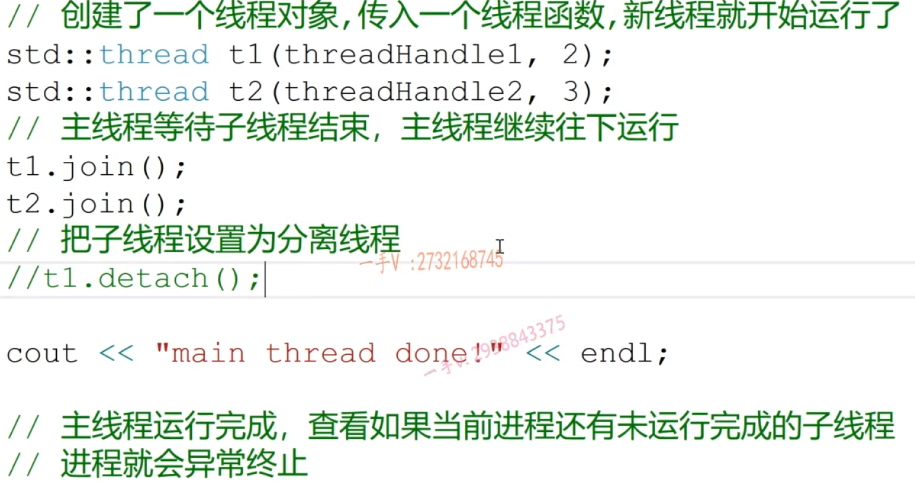 // 创建了一个线程对象,传入一个线程函数,新线程就开始运行了
std::thread t1(threadHandle1, 2);
std::thread t2(threadHandle2, 3);
// 主线程等待子线程结束，主线程继续往下运行
t1.join();
t2.join();
// 把子线程设置为分离线程
一手V :2732168745
//t1.detach();
cout << "main thread done!" << endl;
一手V:2998843375
// 主线程运行完成，查看如果当前进程还有未运行完成的子线程
// 进程就会异常终止